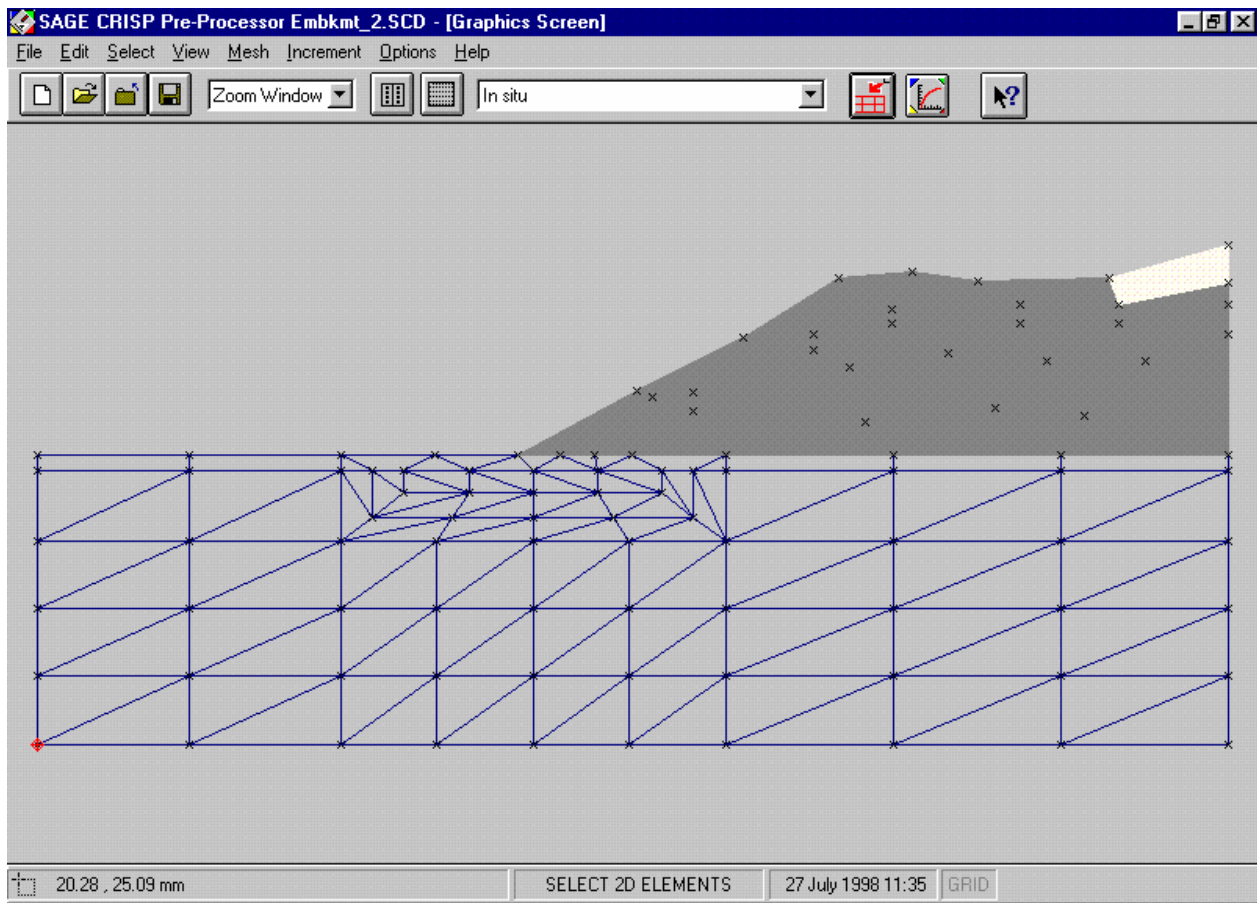 SAGE CRISP Pre-Processor Embkmt_2.SCD - [Graphics Screen]
File Edit Select View Mesh Increment Options Help
Zoom Window In situ
20.28 , 25.09 mm SELECT 2D ELEMENTS 27 July 1998 11:35 GRID